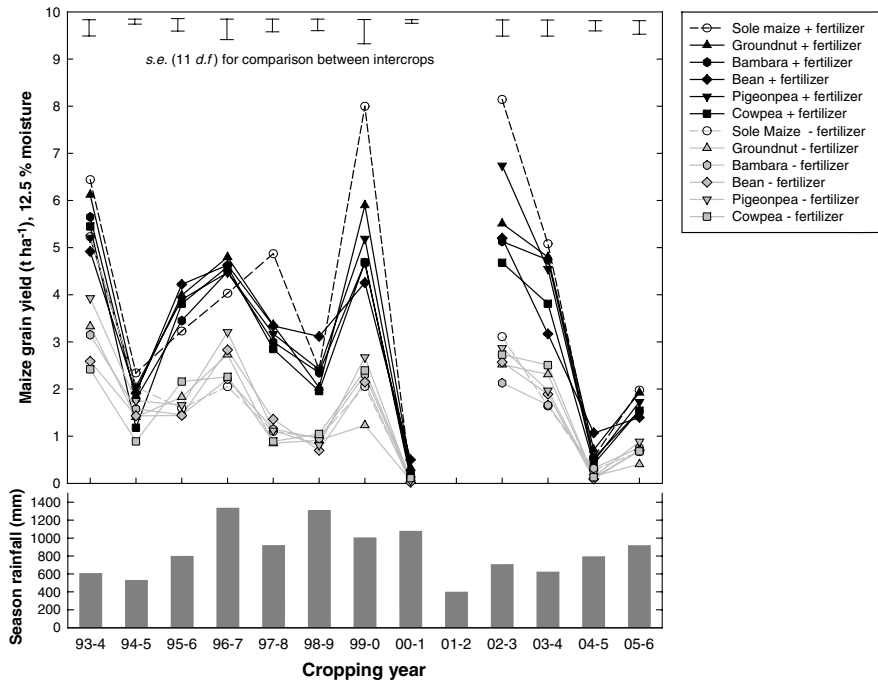 10
9
8
7
6
5
4
3
2
1
0
Maize grain yield (t ha⁻¹), 12.5 % moisture
s.e. (11 d.f) for comparison between intercrops
Sole maize + fertilizer
Groundnut + fertilizer
Bambara + fertilizer
Bean + fertilizer
Pigeonpea + fertilizer
Cowpea + fertilizer
Sole Maize - fertilizer
Groundnut - fertilizer
Bambara - fertilizer
Bean - fertilizer
Pigeonpea - fertilizer
Cowpea - fertilizer
1400
1200
1000
800
600
400
200
0
Season rainfall (mm)
93-4 94-5 95-6 96-7 97-8 98-9 99-0 00-1 01-2 02-3 03-4 04-5 05-6
Cropping year